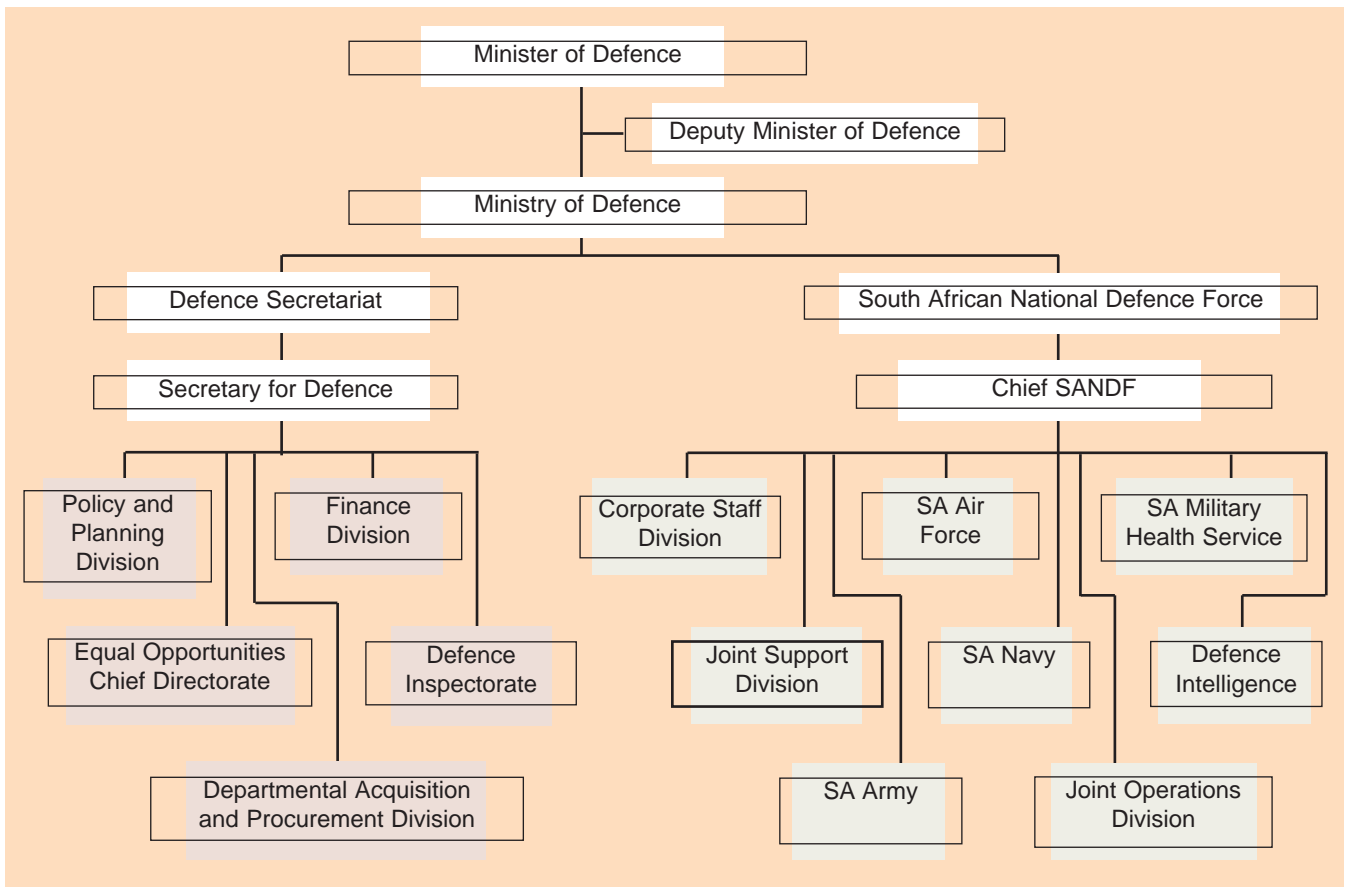 Minister of Defence
Deputy Minister of Defence
Ministry of Defence
Defence Secretariat
South African National Defence Force
Secretary for Defence
Chief SANDF
Policy and
Planning
Division
Finance
Division
Corporate Staff
Division
SA Air
Force
SA Military
Health Service
Equal Opportunities
Chief Directorate
Defence
Inspectorate
Joint Support
Division
SA Navy
Defence
Intelligence
Departmental Acquisition
and Procurement Division
SA Army
Joint Operations
Division